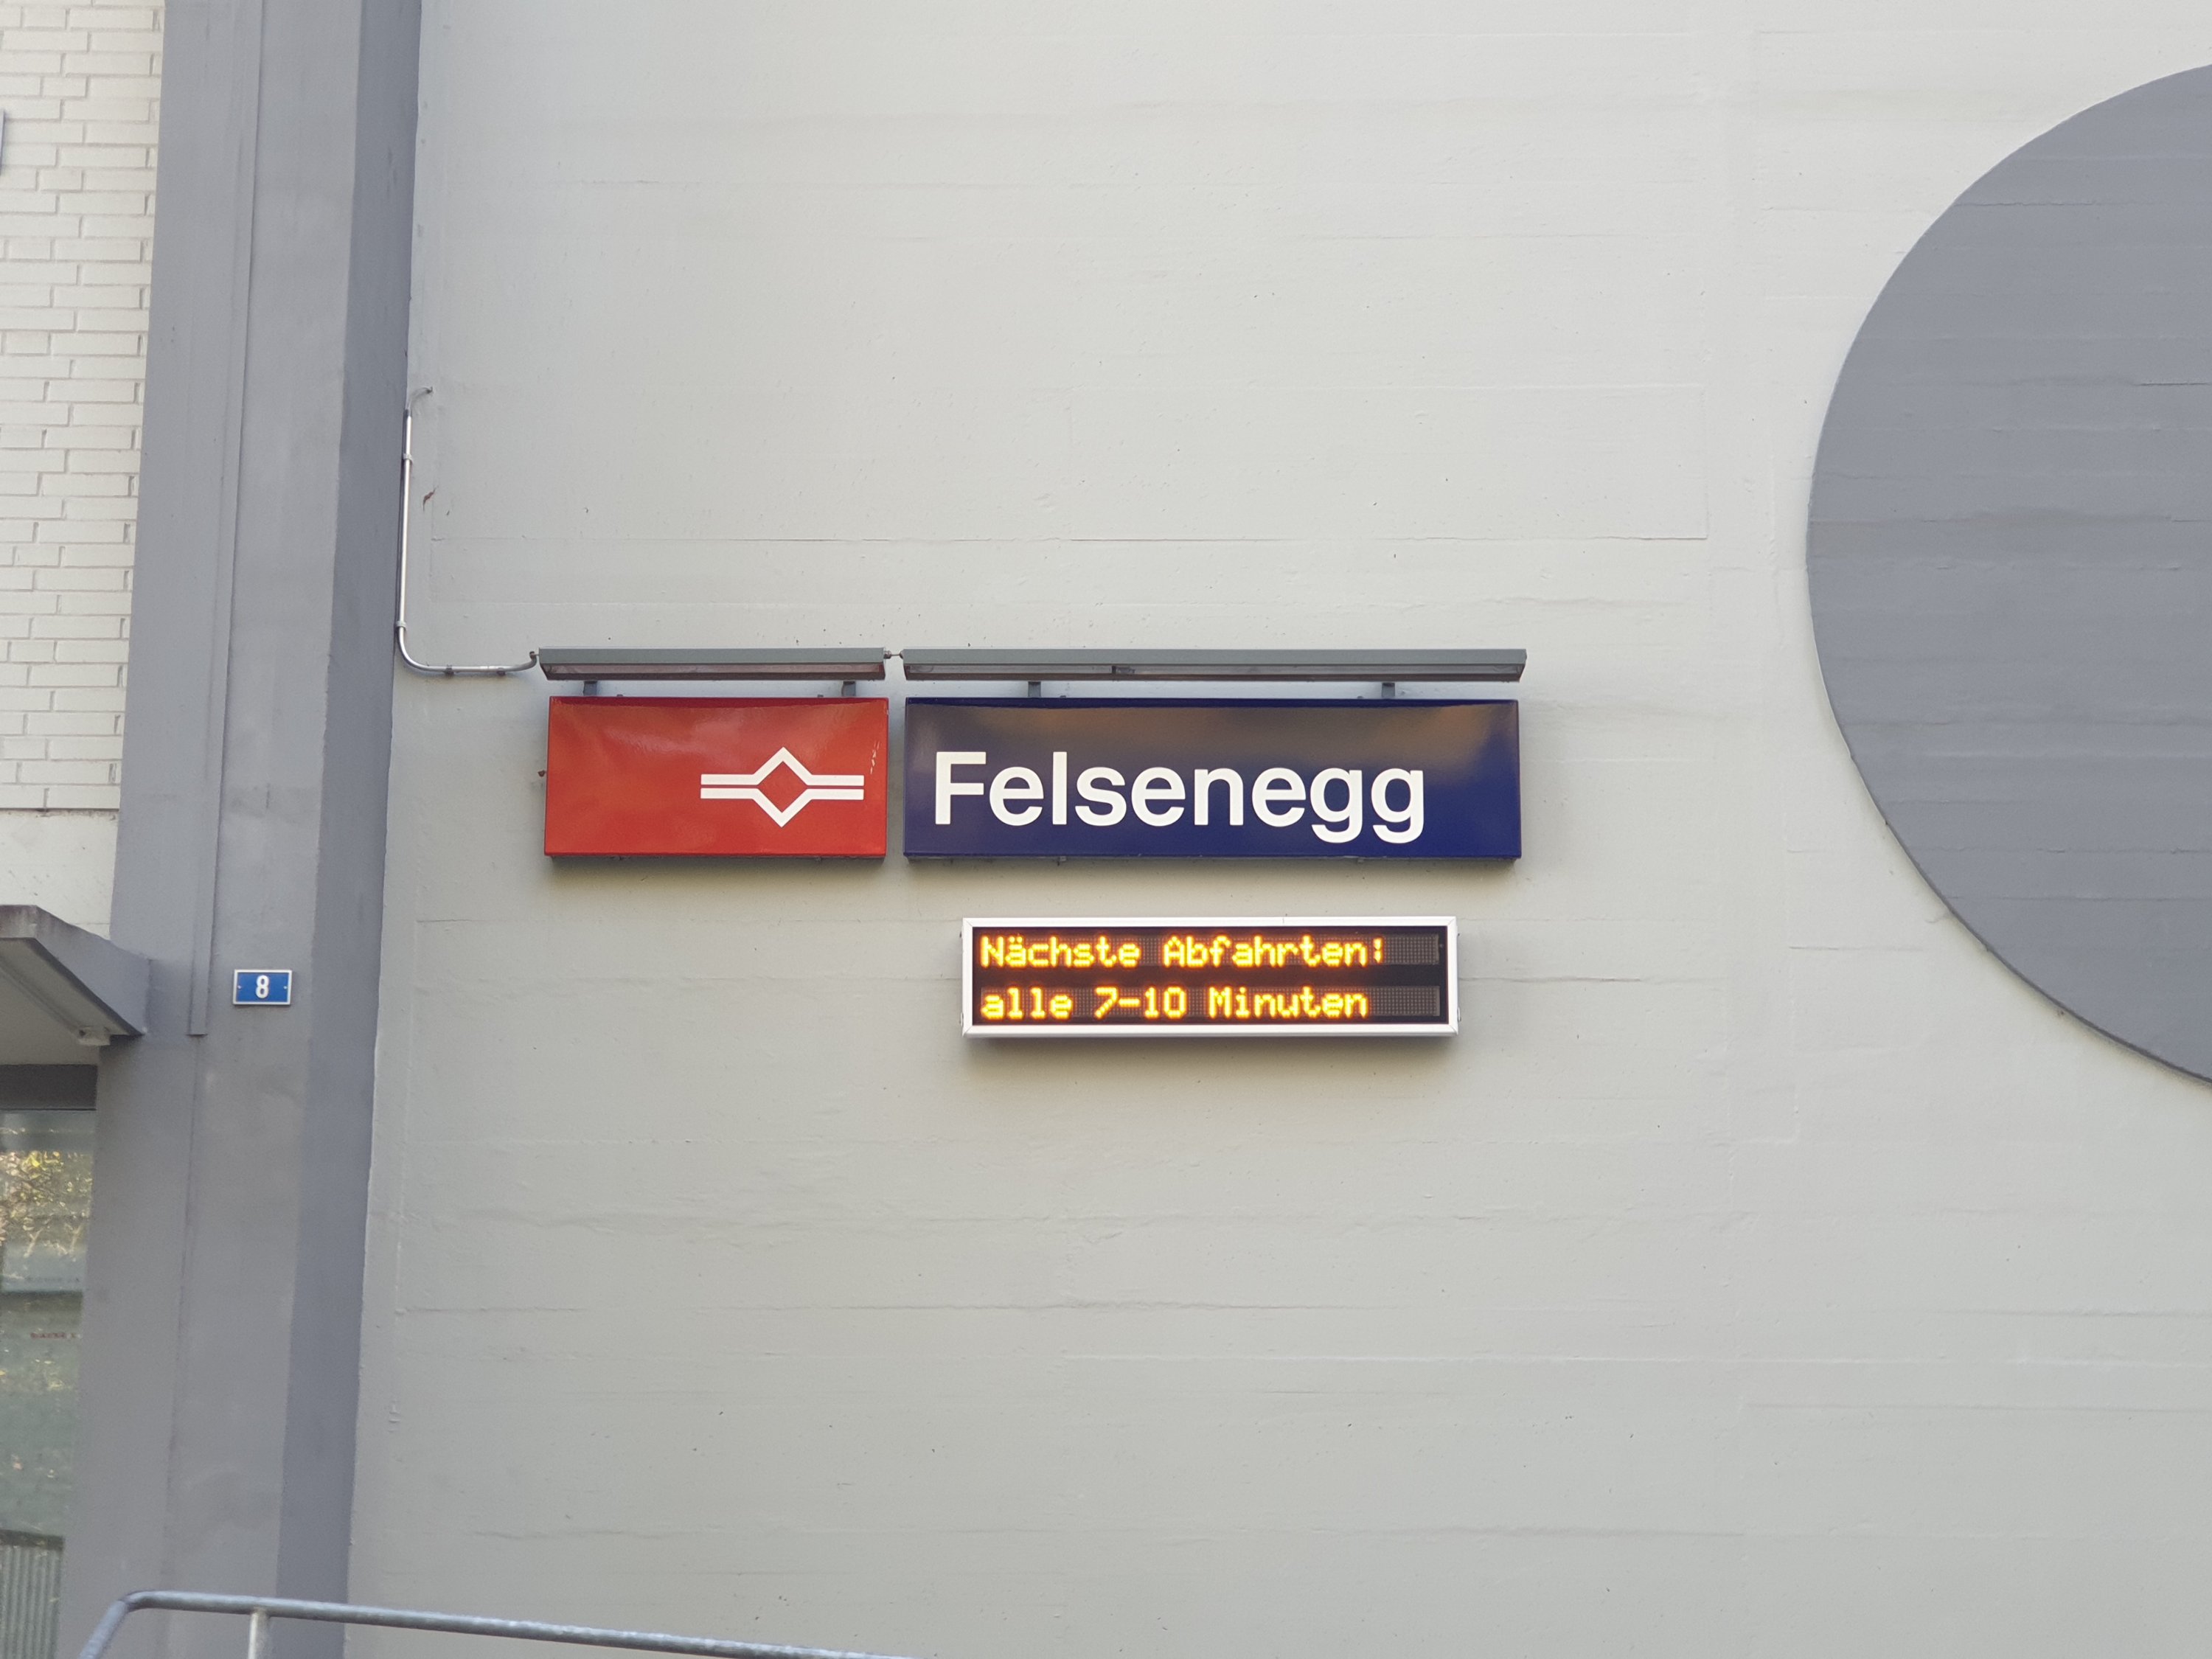 Felsenegg
Nächste Abfahrten:
alle 7-10 Minuten
8